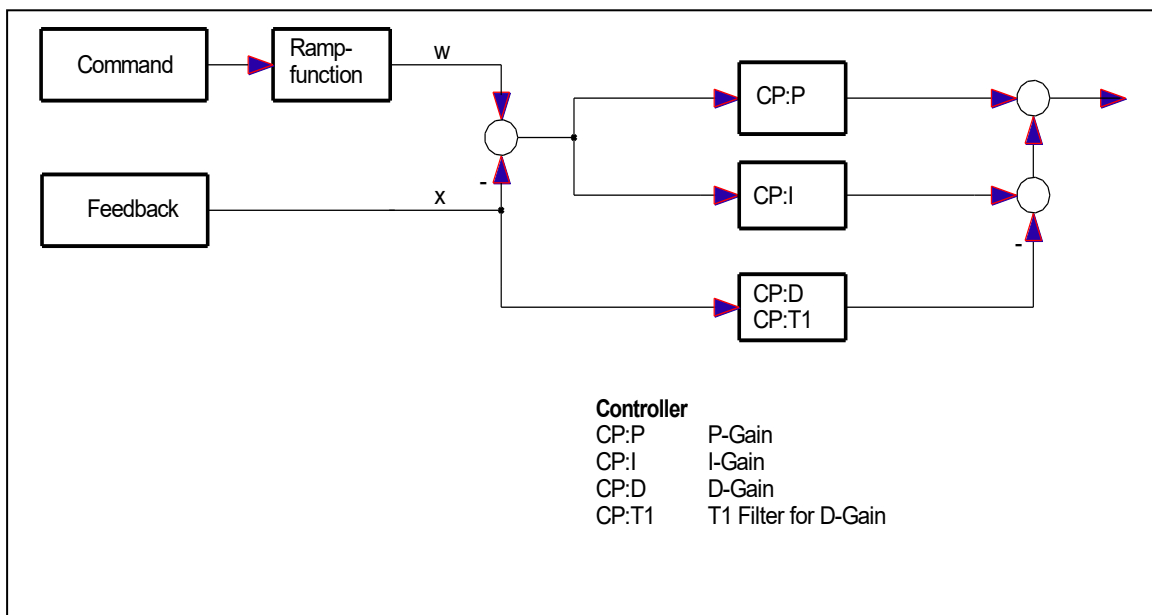 Command
Ramp-
function
w
CP:P
-
CP:I
Feedback
x
-
CP:D
CP:T1
Controller
CP:P P-Gain
CP:I I-Gain
CP:D D-Gain
CP:T1 T1 Filter for D-Gain